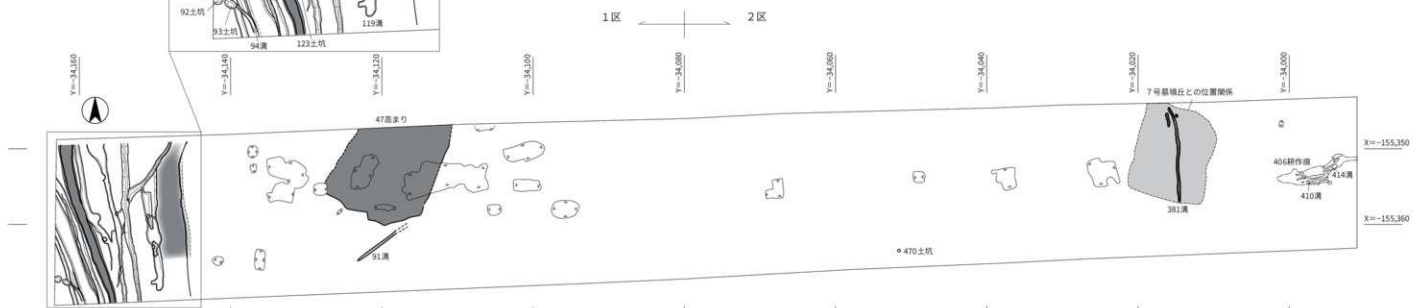 92土坑
93土坑
94溝
123土坑
119溝
1区
2区
Y=-34,160
Y=-34,140
Y=-34,120
Y=-34,100
Y=-34,080
Y=-34,060
Y=-34,040
Y=-34,020
Y=-34,000
7号墓墳丘との位置関係
47高まり
X=-155,350
406耕作痕
414溝
410溝
381溝
X=-155,360
91溝
470土坑